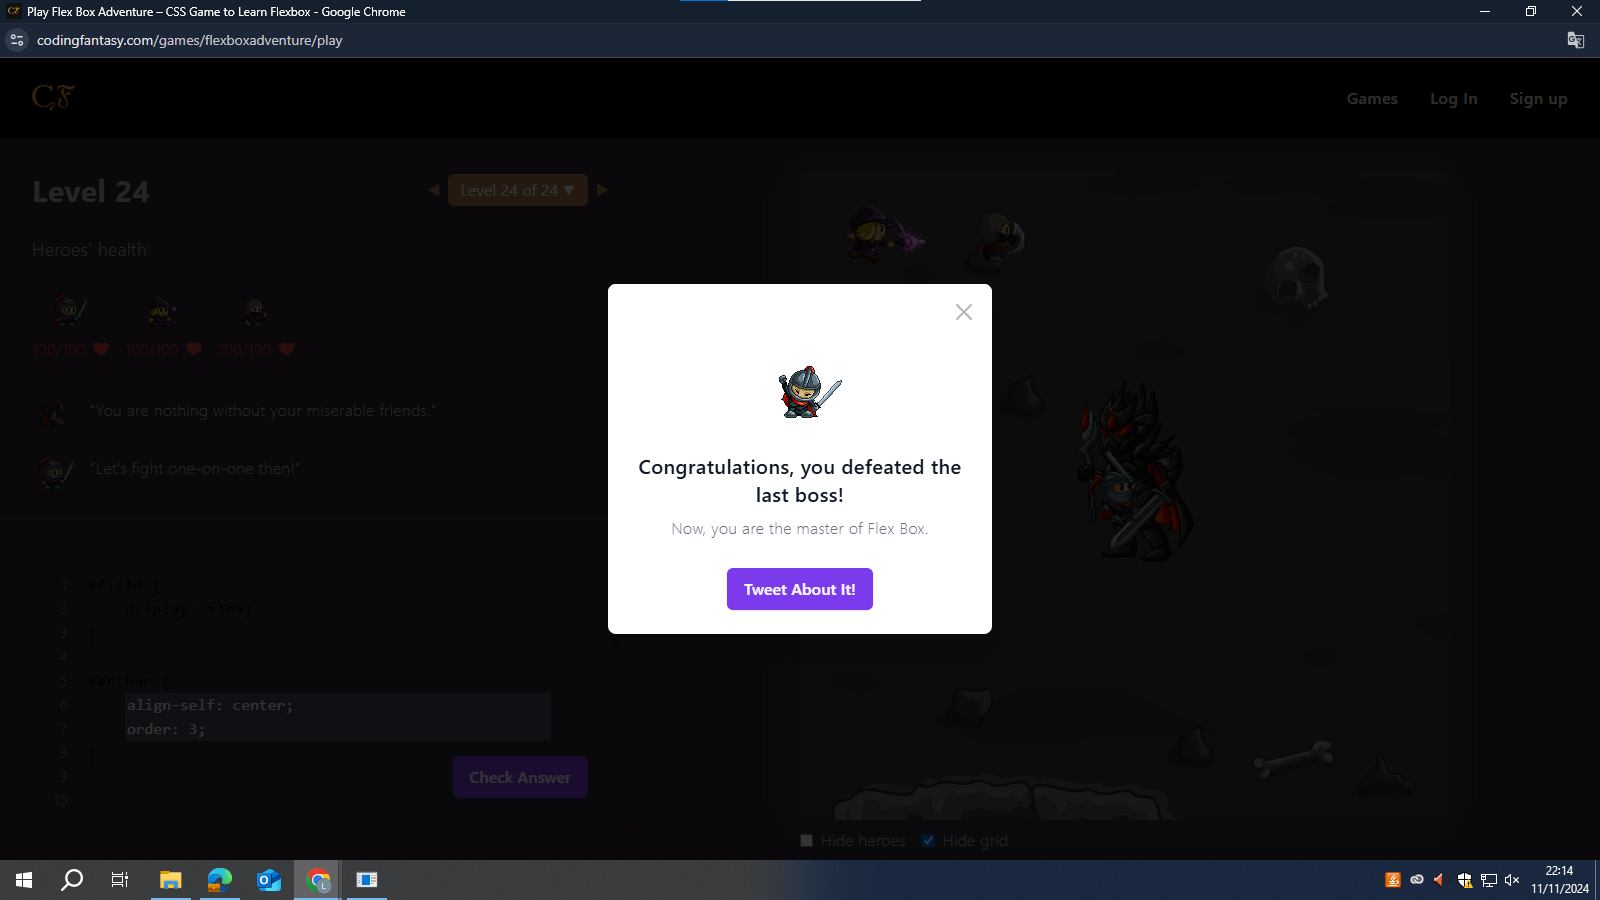 Play Flex Box Adventure – CSS Game to Learn Flexbox - Google Chrome
codingfantasy.com/games/flexboxadventure/play
CF
Games Log In Sign up
Level 24
Level 24 of 24 ▼
Heroes' health:
100/100 100/100 100/100
"You are nothing without your miserable friends."
"Let's fight one-on-one then!"
Congratulations, you defeated the
last boss!
Now, you are the master of Flex Box.
Tweet About It!
1 #field {
2 display: flex;
3 }
4
5 #arthur {
6 align-self: center;
7 order: 3;
8 }
9
10
Check Answer
Hide heroes Hide grid
22:14
11/11/2024